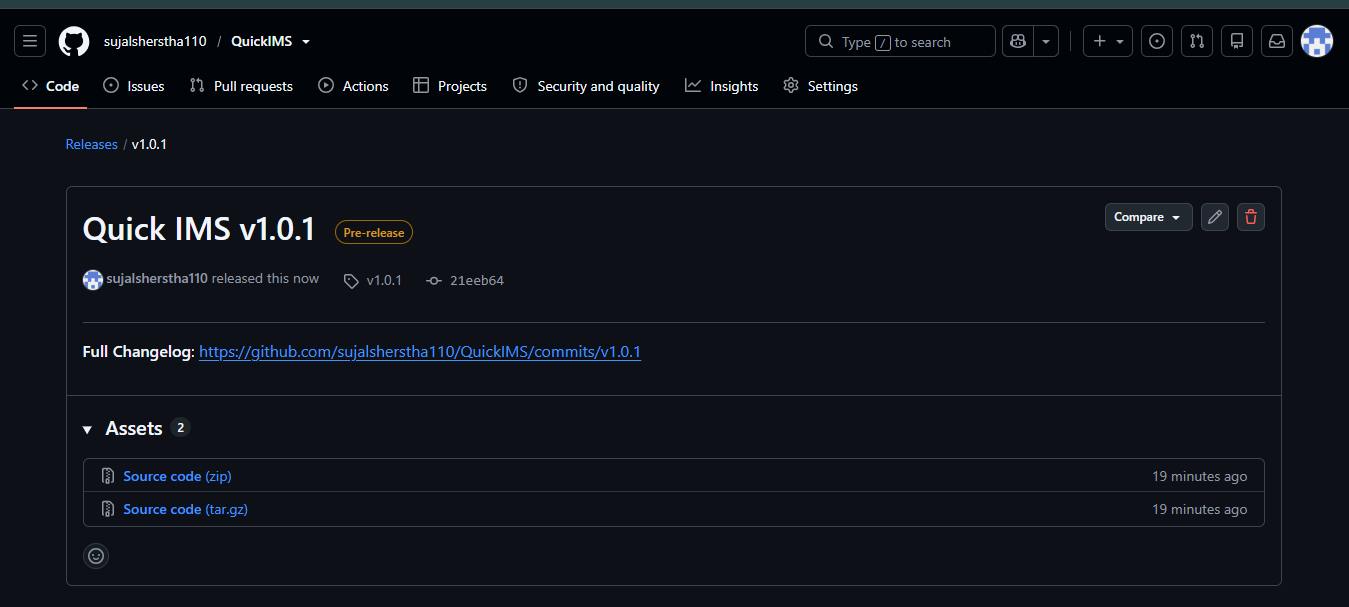 sujalsherstha110 / QuickIMS
Type / to search
Code Issues Pull requests Actions Projects Security and quality Insights Settings
Releases / v1.0.1
Quick IMS v1.0.1 Pre-release
Compare
sujalsherstha110 released this now v1.0.1 21eeb64
Full Changelog: https://github.com/sujalsherstha110/QuickIMS/commits/v1.0.1
Assets 2
Source code (zip) 19 minutes ago
Source code (tar.gz) 19 minutes ago